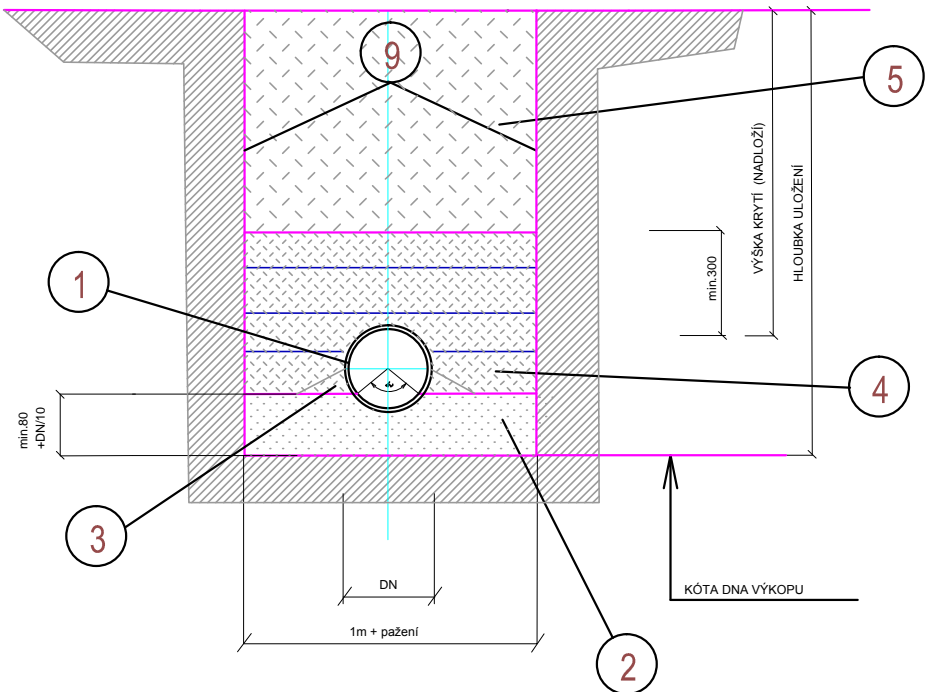 9
5
VÝŠKA KRYTÍ (NADLOŽÍ)
HLOUBKA ULOŽENÍ
min.300
1
4
min.80
+DN/10
3
DN
KÓTA DNA VÝKOPU
1m + pažení
2